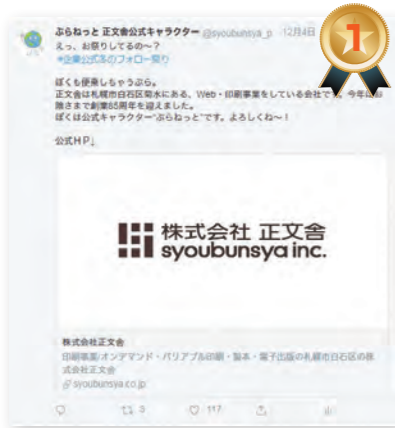 ぷらねっと 正文舎公式キャラクター @syoubunsya_p 12月4日
えっ、お祭りしてるの〜?
#企業公式冬のフォロー祭り
ぼくも便乗しちゃうぷら。
正文舎は札幌市白石区菊水にある、Web・印刷事業をしている会社です。今年はお
陰さまで創業85周年を迎えました。
ぼくは公式キャラクター"ぷらねっと"です。よろしくね〜!
公式HP↓
株式会社 正文舎
syoubunsya inc.
株式会社正文舎
印刷事業/オンデマンド・バリアブル印刷・製本・電子出版の札幌市白石区の株
式会社正文舎
syoubunsya.co.jp
3
117
1